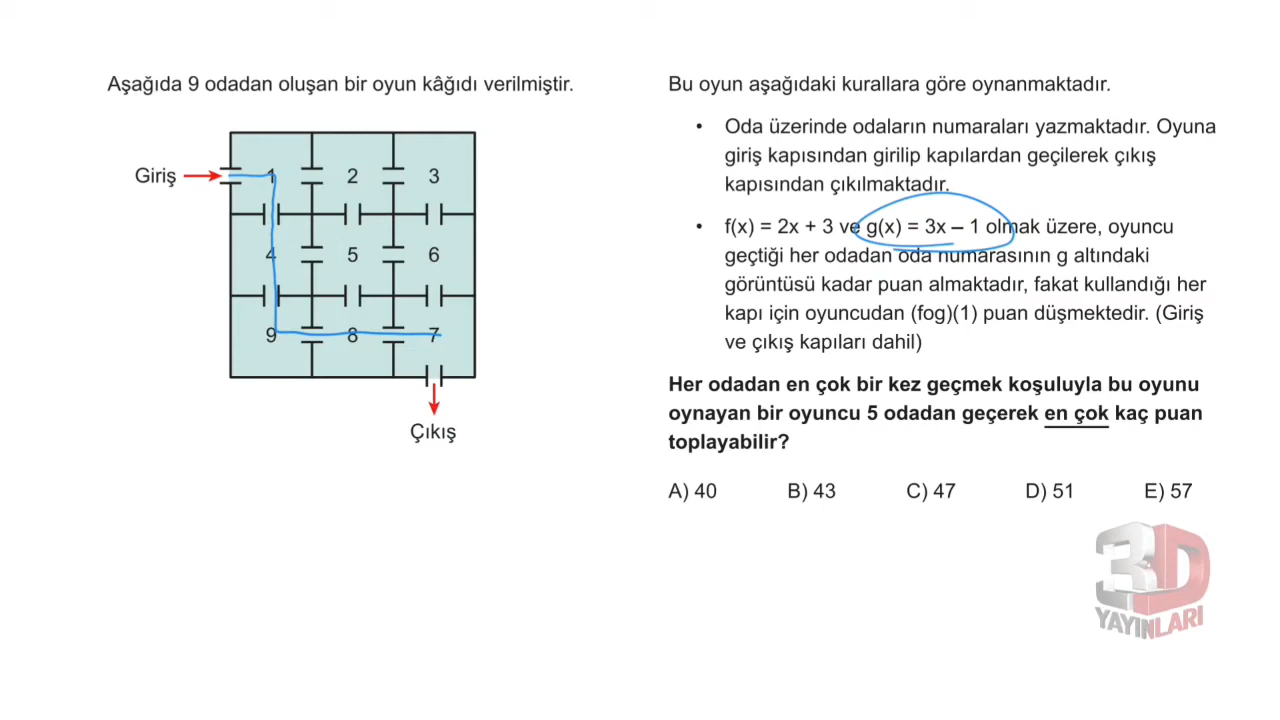 Aşağıda 9 odadan oluşan bir oyun kâğıdı verilmiştir.
Giriş
1 2 3
4 5 6
9 8 7
Çıkış
Bu oyun aşağıdaki kurallara göre oynanmaktadır.
• Oda üzerinde odaların numaraları yazmaktadır. Oyuna
giriş kapısından girilip kapılardan geçilerek çıkış
kapısından çıkılmaktadır.
• f(x) = 2x + 3 ve g(x) = 3x – 1 olmak üzere, oyuncu
geçtiği her odadan oda numarasının g altındaki
görüntüsü kadar puan almaktadır, fakat kullandığı her
kapı için oyuncudan (fog)(1) puan düşmektedir. (Giriş
ve çıkış kapıları dahil)
Her odadan en çok bir kez geçmek koşuluyla bu oyunu
oynayan bir oyuncu 5 odadan geçerek en çok kaç puan
toplayabilir?
A) 40 B) 43 C) 47 D) 51 E) 57
3D
YAYINLARI